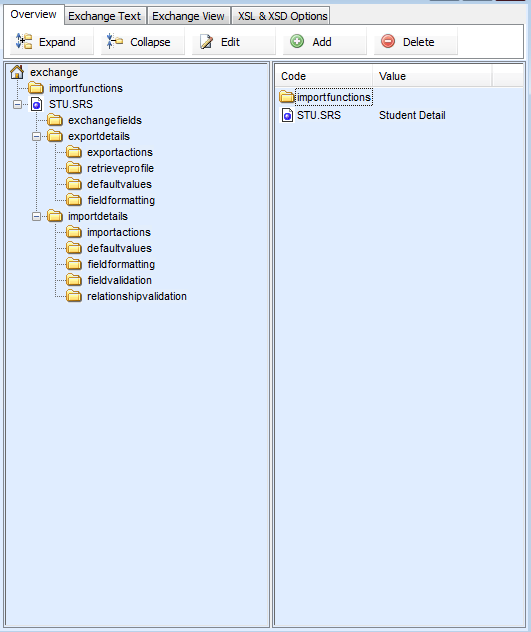 Overview Exchange Text Exchange View XSL & XSD Options
Expand Collapse Edit Add Delete
exchange
importfunctions
STU.SRS
exchangefields
exportdetails
exportactions
retrieveprofile
defaultvalues
fieldformatting
importdetails
importactions
defaultvalues
fieldformatting
fieldvalidation
relationshipvalidation
Code Value
importfunctions
STU.SRS Student Detail